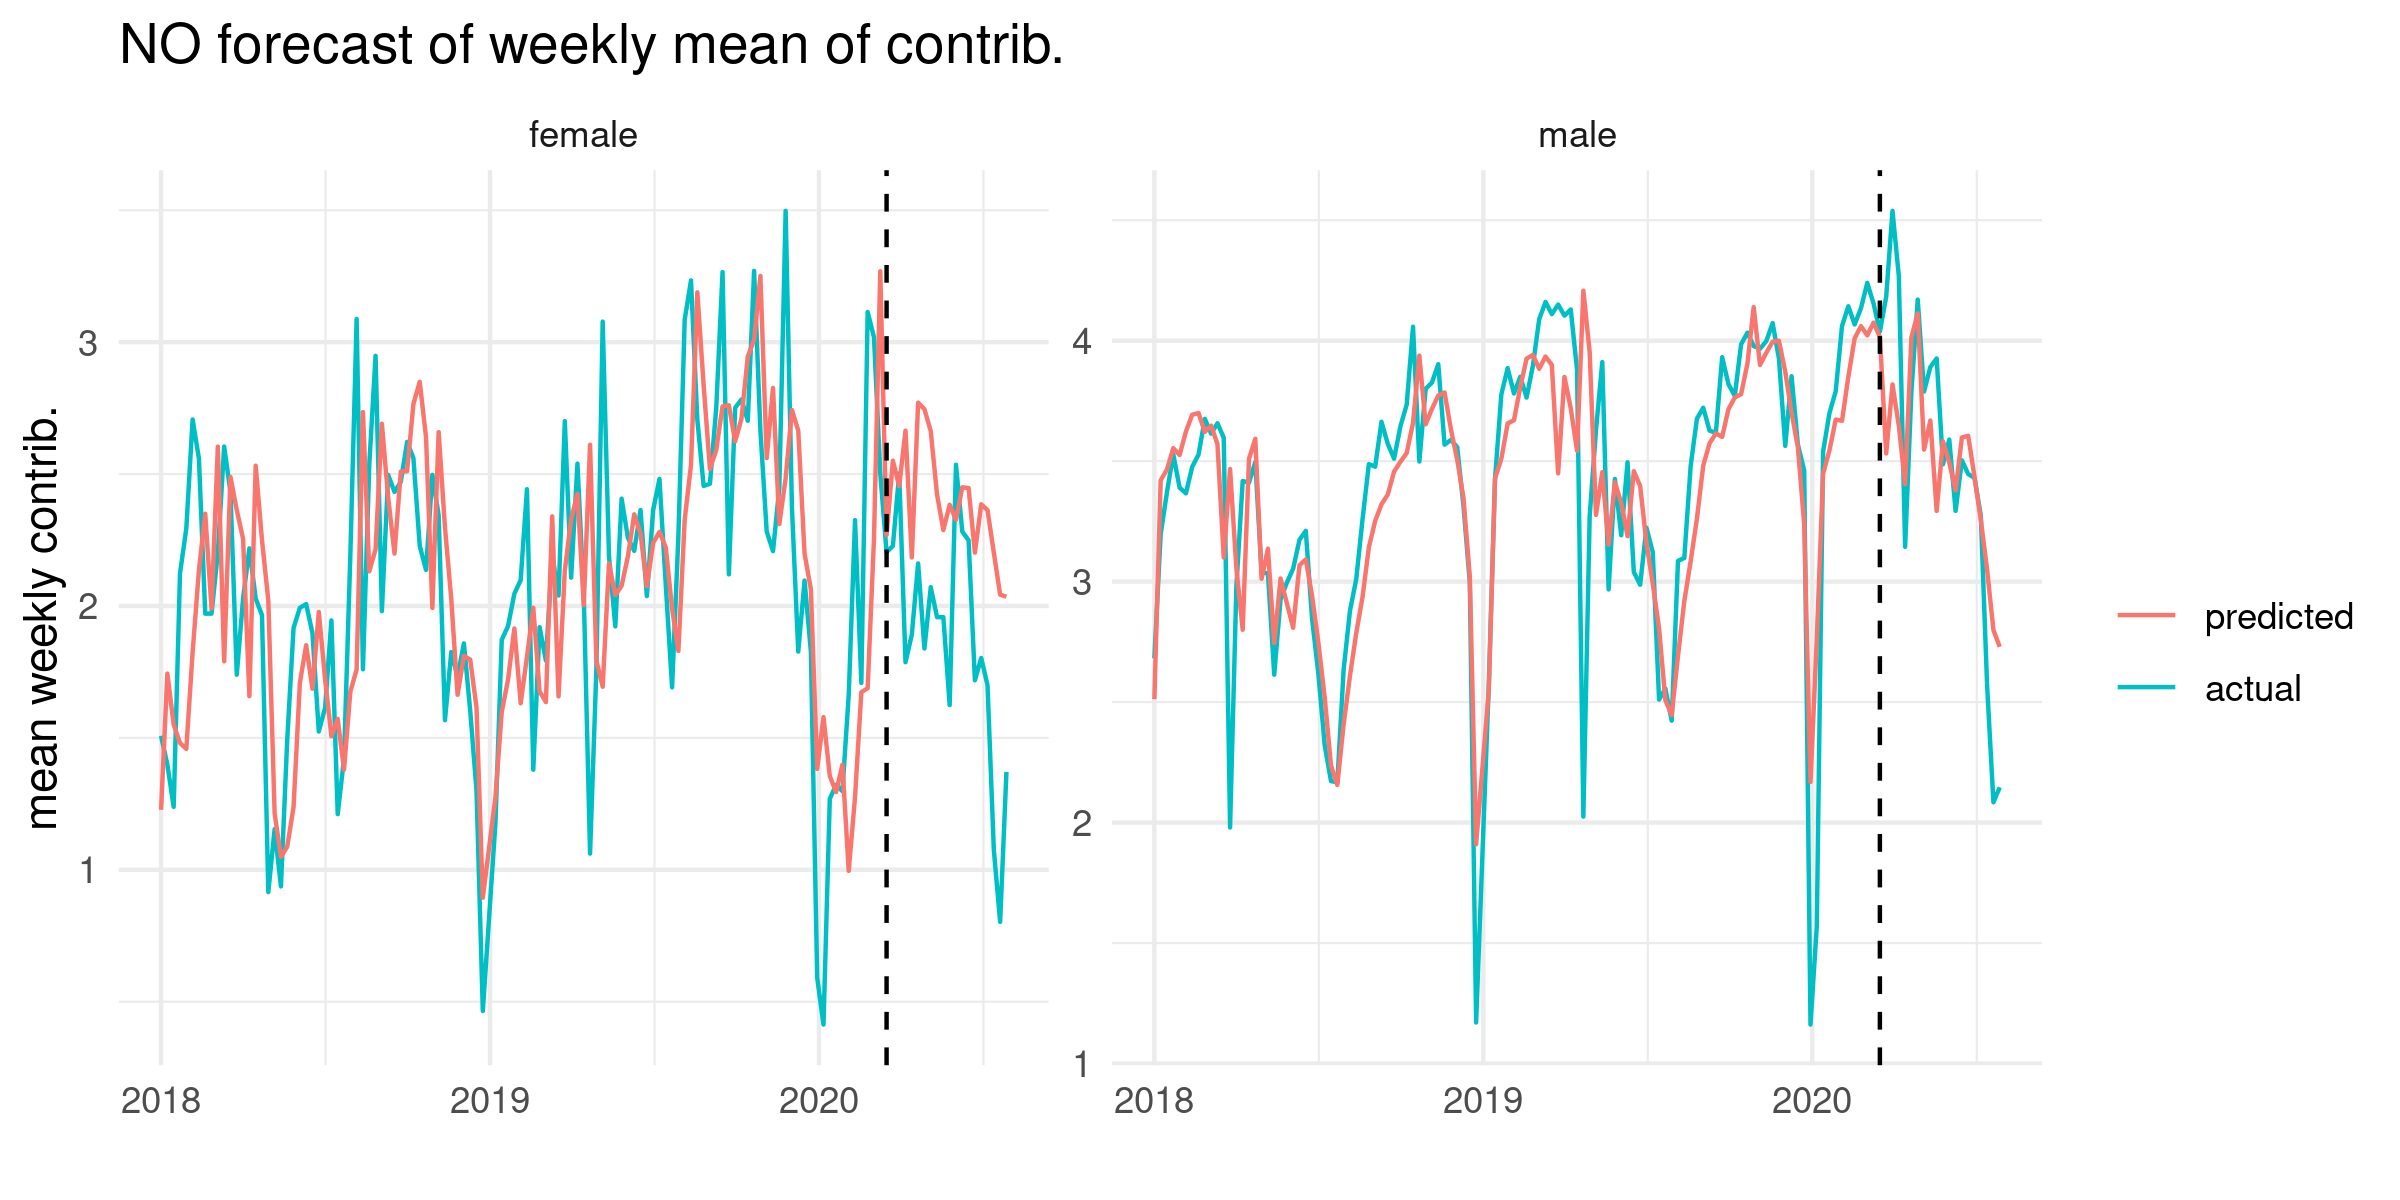 NO forecast of weekly mean of contrib.
female
male
mean weekly contrib.
3
2
1
4
3
2
1
2018
2019
2020
2018
2019
2020
predicted
actual